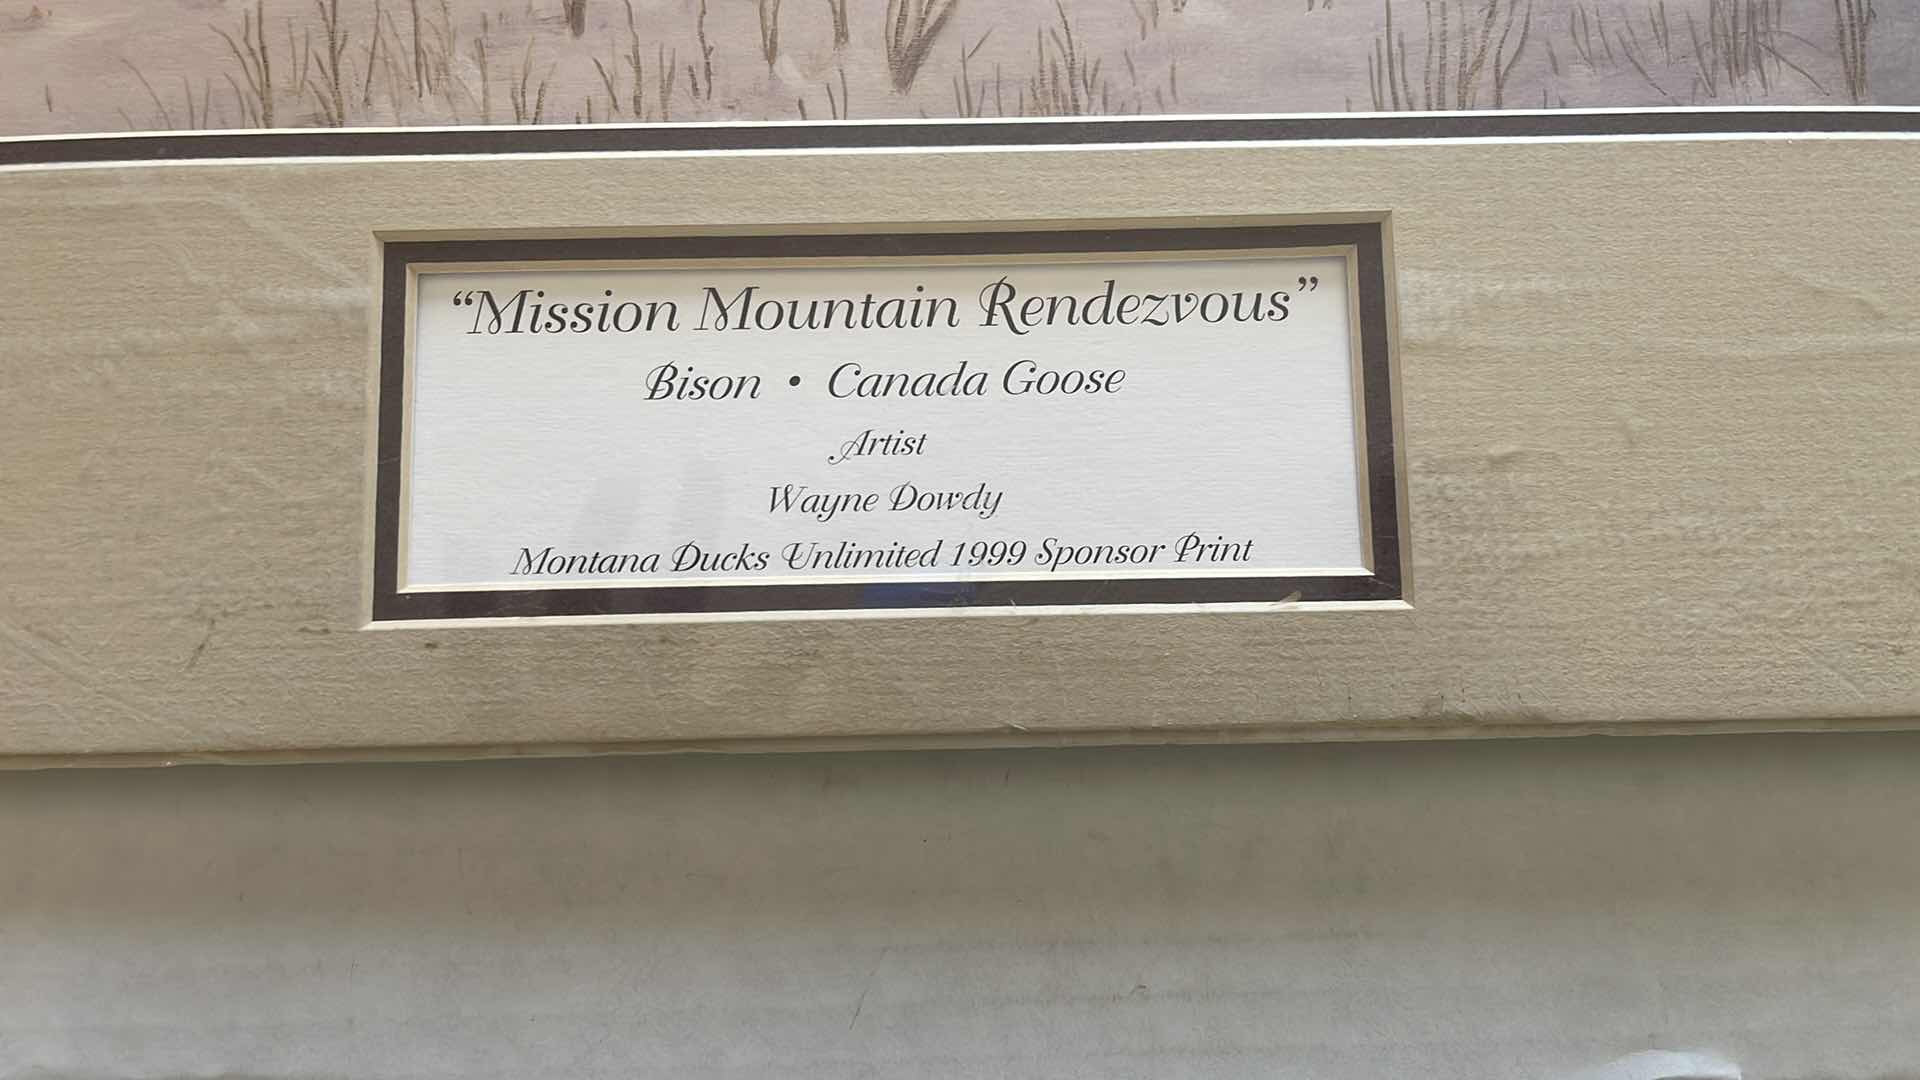 “Mission Mountain Rendezvous”
Bison • Canada Goose
Artist
Wayne Dowdy
Montana Ducks Unlimited 1999 Sponsor Print